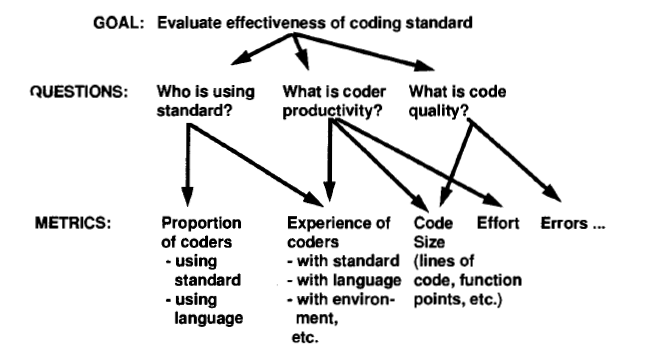 GOAL: Evaluate effectiveness of coding standard
QUESTIONS: Who is using standard? What is coder productivity? What is code quality?
METRICS:
Proportion
of coders
- using
standard
- using
language
Experience of
coders
- with standard
- with language
- with environ-
ment,
etc.
Code
Size
(lines of
code, function
points, etc.)
Effort
Errors ...